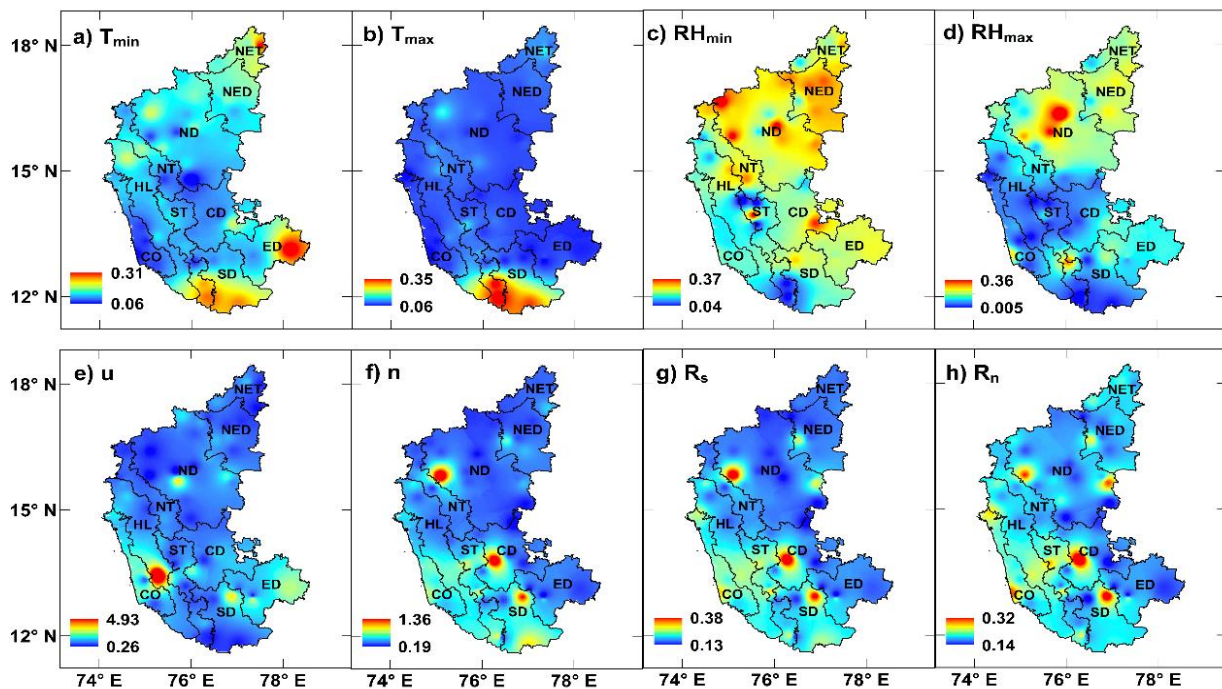 a) Tmin
b) Tmax
c) RHmin
d) RHmax
18° N
15° N
12° N
NET
NED
ND
NT
HL
ST
CD
ED
CO
SD
0.31
0.06
NET
NED
ND
NT
HL
ST
CD
ED
CO
SD
0.35
0.06
NET
NED
ND
NT
HL
ST
CD
ED
CO
SD
0.37
0.04
NET
NED
ND
NT
HL
ST
CD
ED
CO
SD
0.36
0.005
e) u
f) n
g) Rs
h) Rn
18° N
15° N
12° N
NET
NED
ND
NT
HL
ST
CD
ED
CO
SD
4.93
0.26
NET
NED
ND
NT
HL
ST
CD
ED
CO
SD
1.36
0.19
NET
NED
ND
NT
HL
ST
CD
ED
CO
SD
0.38
0.13
NET
NED
ND
NT
HL
ST
CD
ED
CO
SD
0.32
0.14
74° E 76° E 78° E
74° E 76° E 78° E
74° E 76° E 78° E
74° E 76° E 78° E